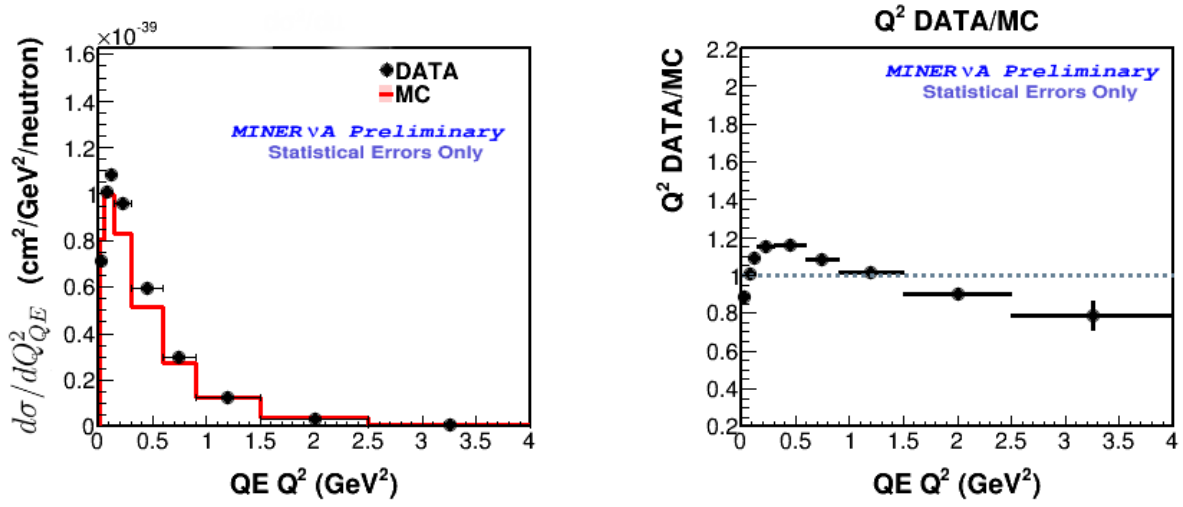 ×10⁻³⁹
1.6
1.4
1.2
1
0.8
0.6
0.4
0.2
0
0 0.5 1 1.5 2 2.5 3 3.5 4
dσ/dQ²_QE (cm²/GeV²/neutron)
DATA
MC
MINERνA Preliminary
Statistical Errors Only
QE Q² (GeV²)
Q² DATA/MC
2.2
2
1.8
1.6
1.4
1.2
1
0.8
0.6
0.4
0.2
0 0.5 1 1.5 2 2.5 3 3.5 4
Q² DATA/MC
MINERνA Preliminary
Statistical Errors Only
QE Q² (GeV²)